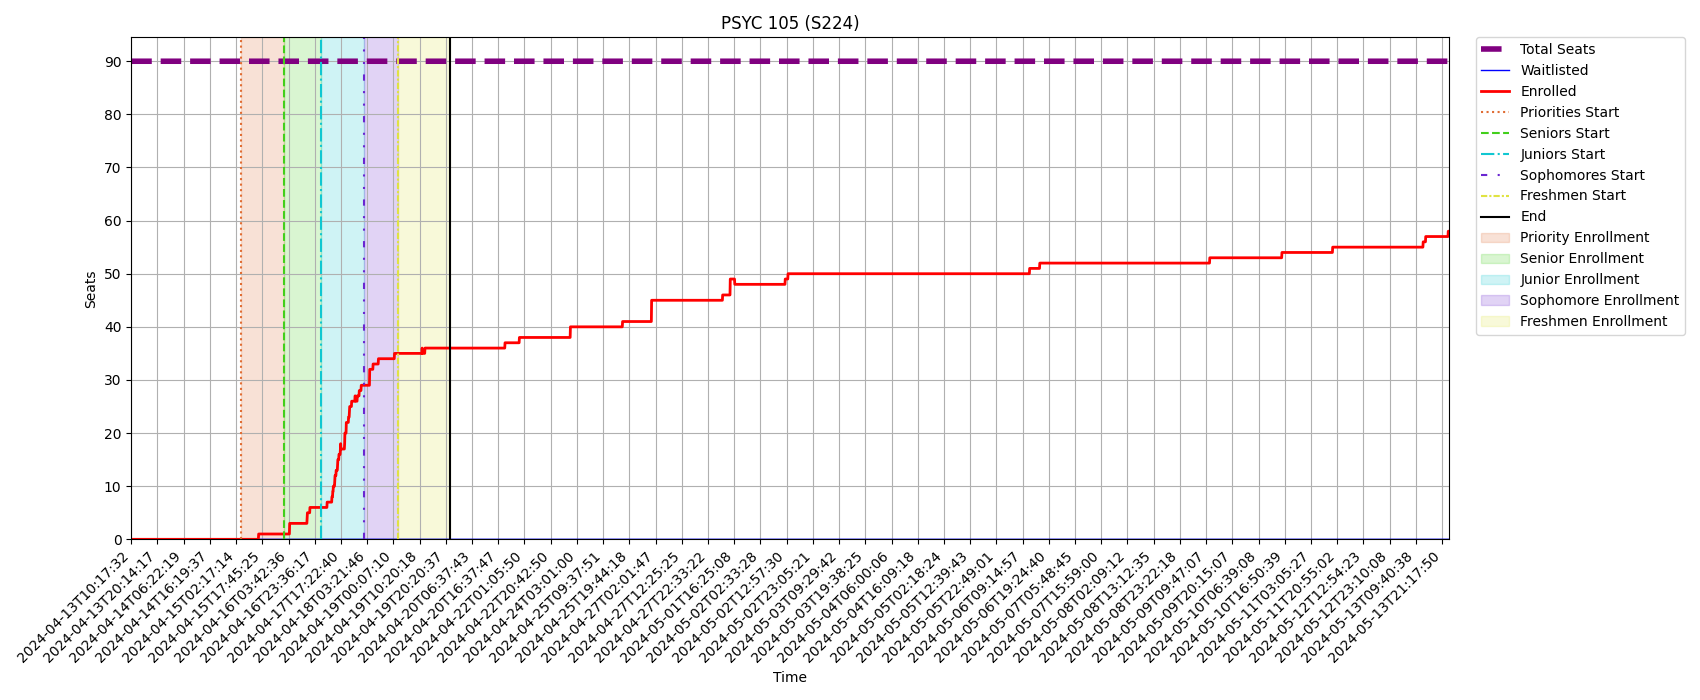 PSYC 105 (S224)
Total Seats
Waitlisted
Enrolled
Priorities Start
Seniors Start
Juniors Start
Sophomores Start
Freshmen Start
End
Priority Enrollment
Senior Enrollment
Junior Enrollment
Sophomore Enrollment
Freshmen Enrollment
Seats
90
80
70
60
50
40
30
20
10
0
2024-04-13T10:17:32
2024-04-13T20:14:17
2024-04-14T06:22:19
2024-04-14T16:19:37
2024-04-15T02:17:14
2024-04-15T17:45:25
2024-04-16T03:42:36
2024-04-16T23:36:17
2024-04-17T17:22:40
2024-04-18T03:21:46
2024-04-19T00:07:10
2024-04-19T10:20:18
2024-04-19T20:20:37
2024-04-20T06:37:43
2024-04-20T16:37:47
2024-04-22T01:05:50
2024-04-22T20:42:50
2024-04-24T03:01:00
2024-04-25T09:37:51
2024-04-25T19:44:18
2024-04-27T02:01:47
2024-04-27T12:25:25
2024-04-27T22:33:22
2024-05-01T16:25:08
2024-05-02T02:33:28
2024-05-02T12:57:30
2024-05-02T23:05:21
2024-05-03T09:29:42
2024-05-03T19:38:25
2024-05-04T06:00:06
2024-05-04T16:09:18
2024-05-05T02:18:24
2024-05-05T12:39:43
2024-05-05T22:49:01
2024-05-06T09:14:57
2024-05-06T19:24:40
2024-05-07T05:48:45
2024-05-07T15:59:00
2024-05-08T02:09:12
2024-05-08T13:12:35
2024-05-08T23:22:18
2024-05-09T09:47:07
2024-05-09T20:15:07
2024-05-10T06:39:08
2024-05-10T16:50:39
2024-05-11T03:05:27
2024-05-11T20:55:02
2024-05-12T12:54:23
2024-05-12T23:10:08
2024-05-13T09:40:38
2024-05-13T21:17:50
Time